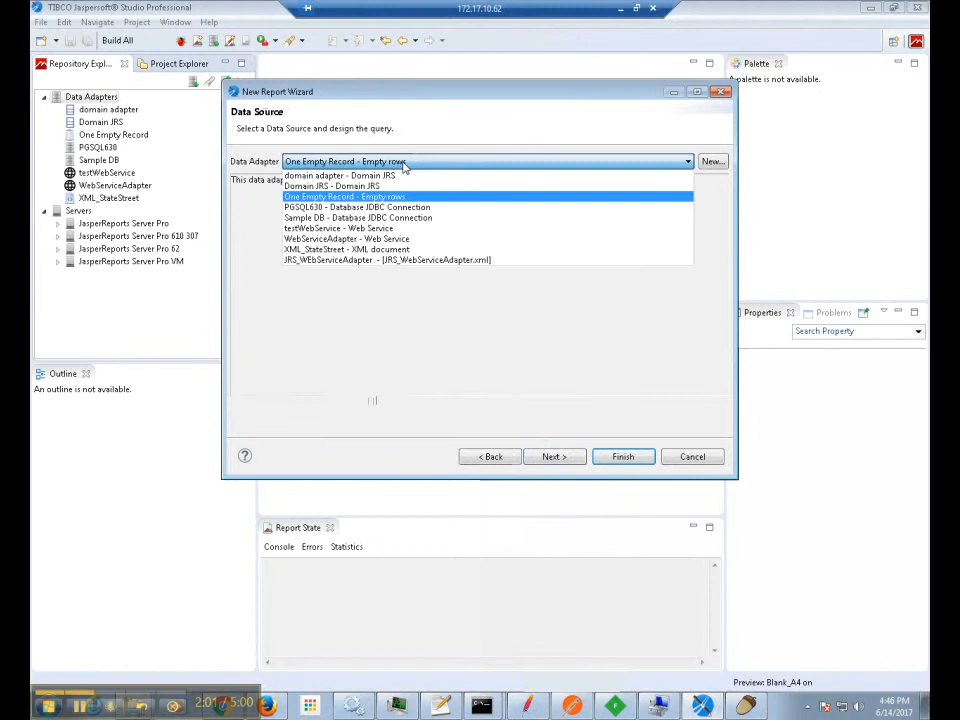 TIBCO Jaspersoft® Studio Professional
172.17.10.62
File Edit Navigate Project Window Help
Build All
Repository Expl...
Project Explorer
Palette
A palette is not available.
Data Adapters
domain adapter
Domain JRS
One Empty Record
PGSQL630
Sample DB
testWebService
WebServiceAdapter
XML_StateStreet
Servers
JasperReports Server Pro
JasperReports Server Pro 610 307
JasperReports Server Pro 62
JasperReports Server Pro VM
New Report Wizard
Data Source
Select a Data Source and design the query.
Data Adapter
One Empty Record - Empty rows
New...
This data adap
domain adapter - Domain JRS
Domain JRS - Domain JRS
One Empty Record - Empty rows
PGSQL630 - Database JDBC Connection
Sample DB - Database JDBC Connection
testWebService - Web Service
WebServiceAdapter - Web Service
XML_StateStreet - XML document
JRS_WEbServiceAdapter - [JRS_WebServiceAdapter.xml]
?
< Back
Next >
Finish
Cancel
Properties
Problems
Search Property
Outline
An outline is not available.
Report State
Console Errors Statistics
Preview: Blank_A4 on
2:01 / 5:00
4:46 PM
6/14/2017